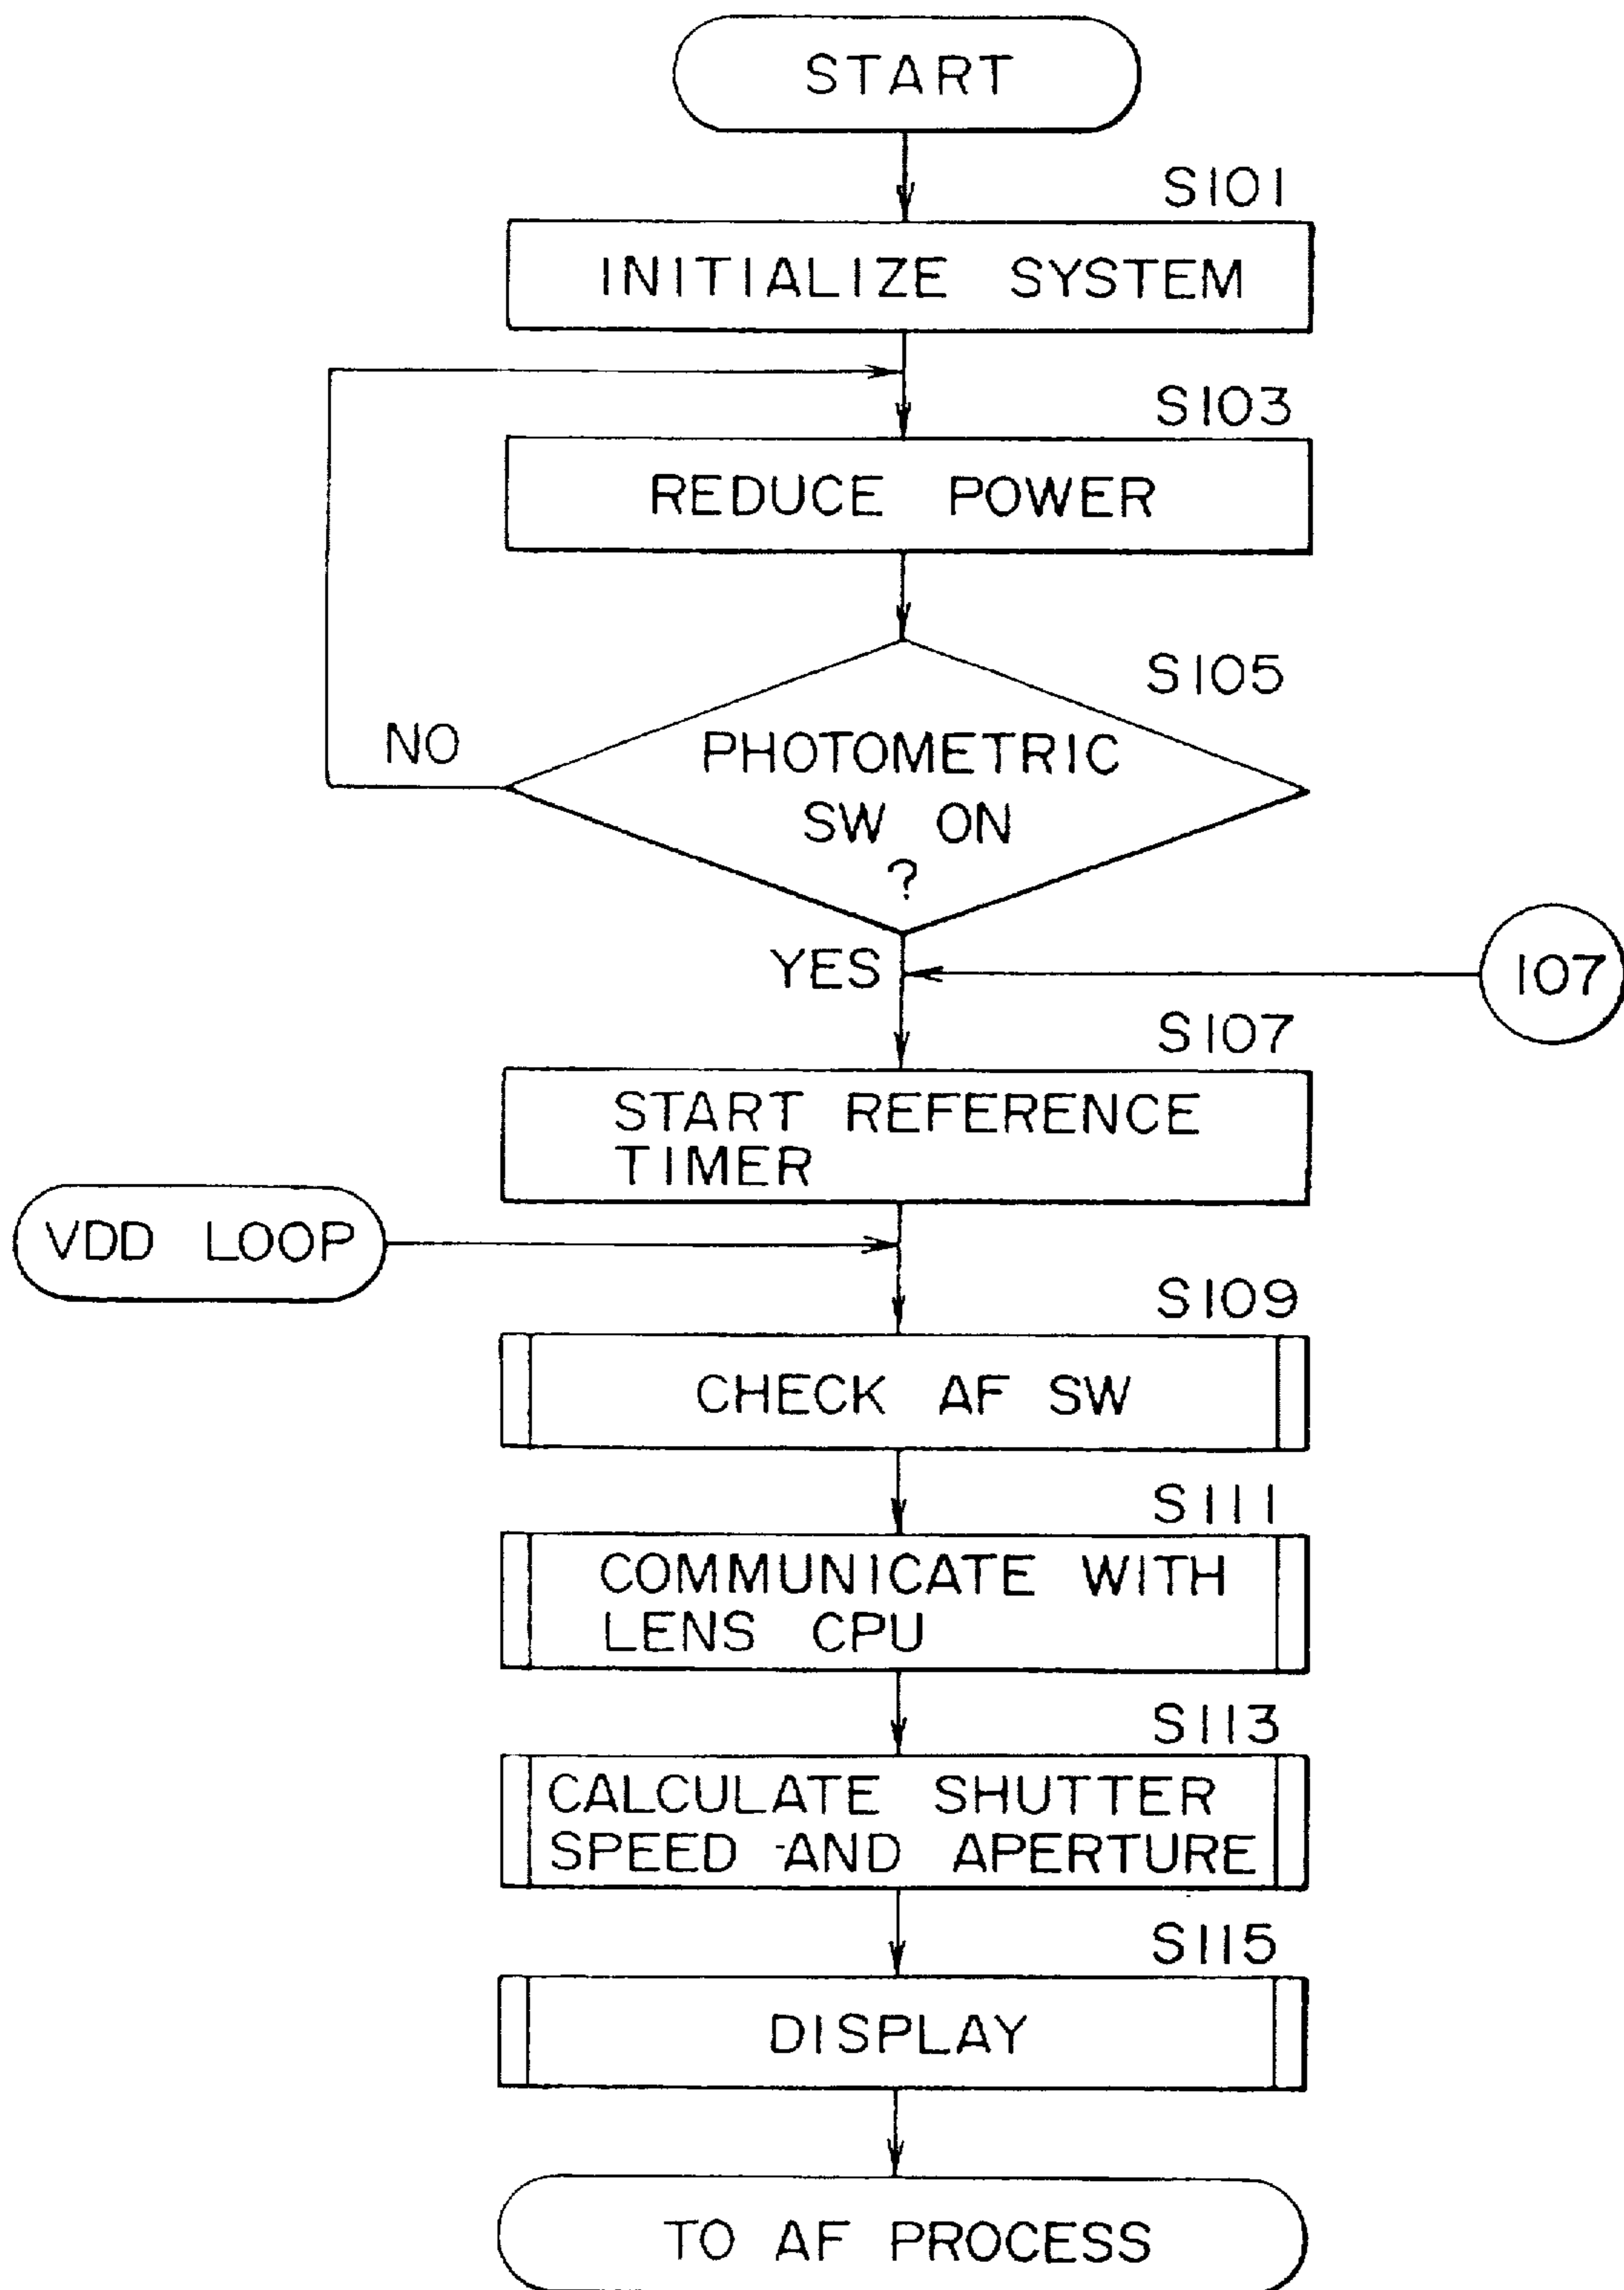 START
S101
INITIALIZE SYSTEM
S103
REDUCE POWER
S105
NO
PHOTOMETRIC
SW ON
?
YES
107
S107
START REFERENCE
TIMER
VDD LOOP
S109
CHECK AF SW
S111
COMMUNICATE WITH
LENS CPU
S113
CALCULATE SHUTTER
SPEED AND APERTURE
S115
DISPLAY
TO AF PROCESS